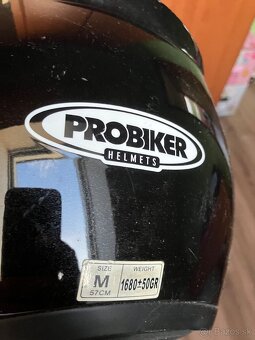 PROBIKER
HELMETS
SIZE
M
57CM
WEIGHT
1680±50GR